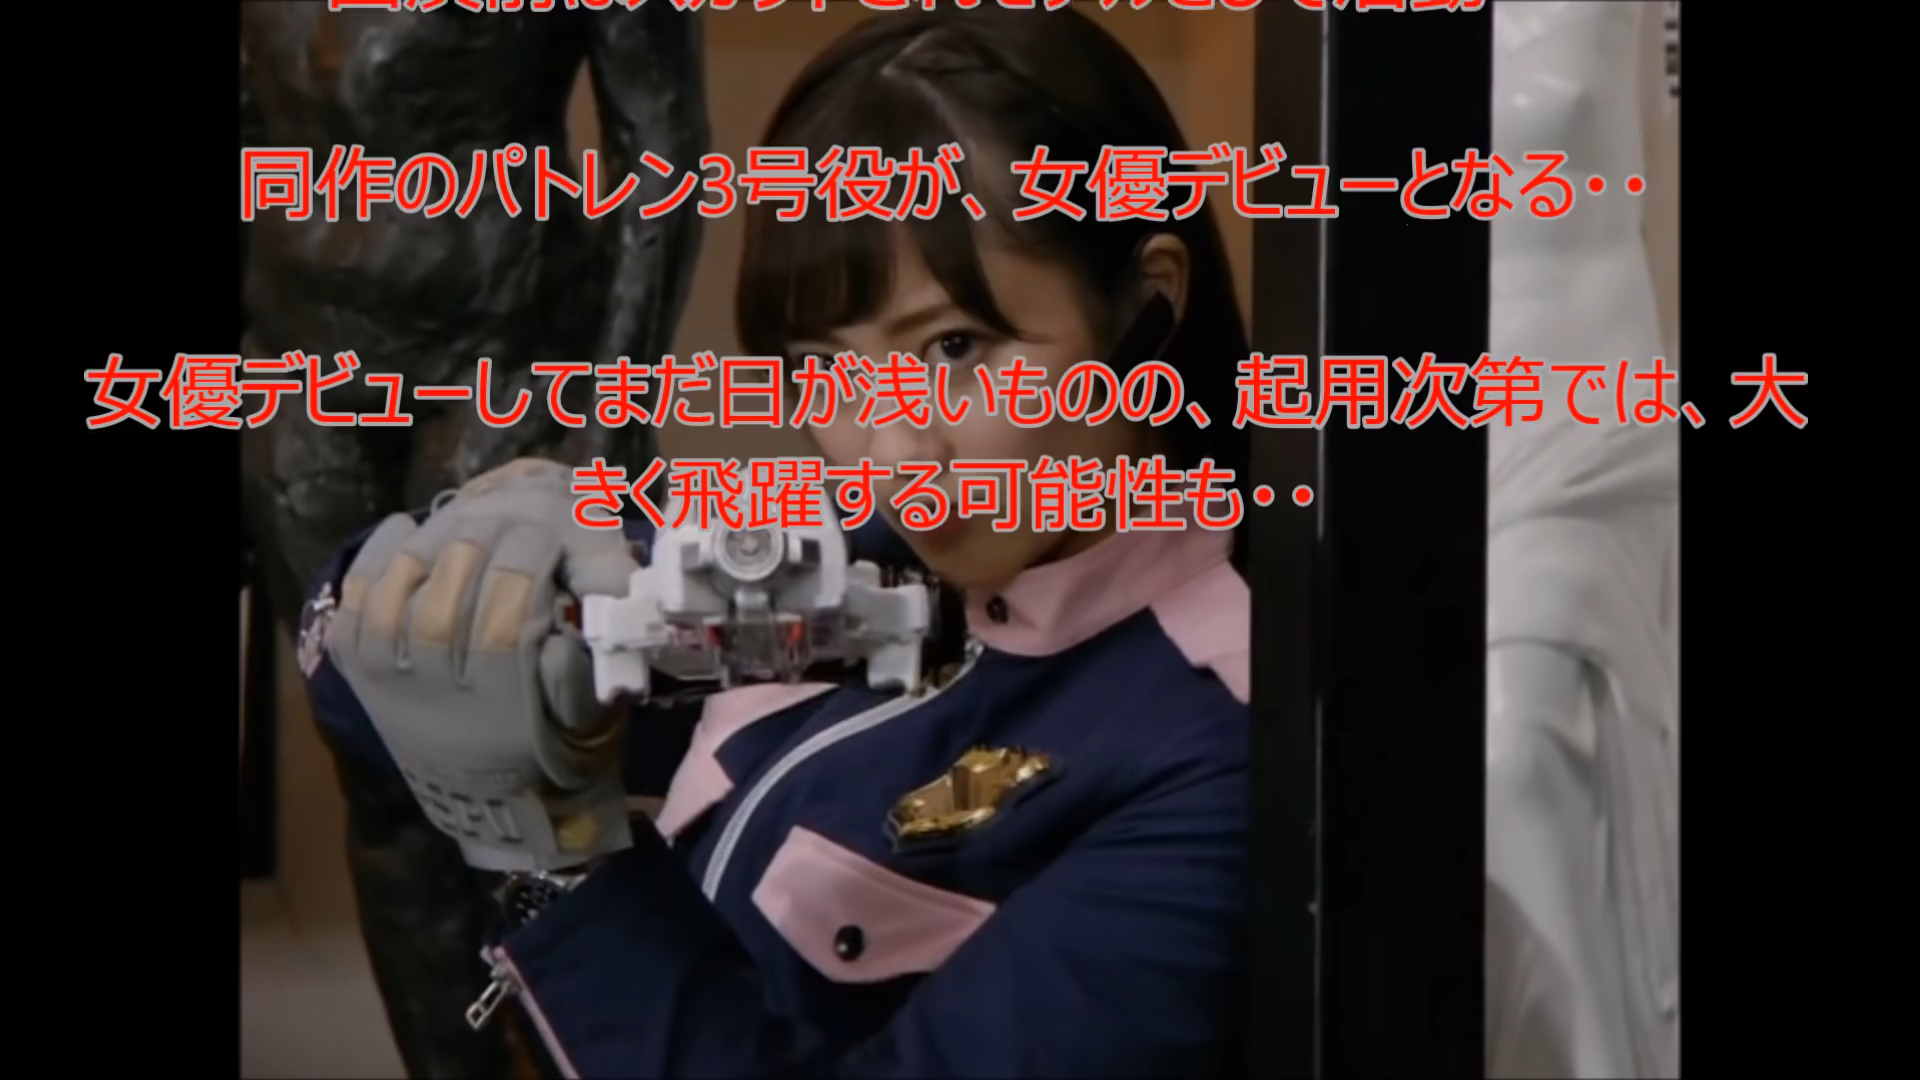 同作のパトレン3号役が、女優デビューとなる・・
女優デビューしてまだ日が浅いものの、起用次第では、大
きく飛躍する可能性も・・